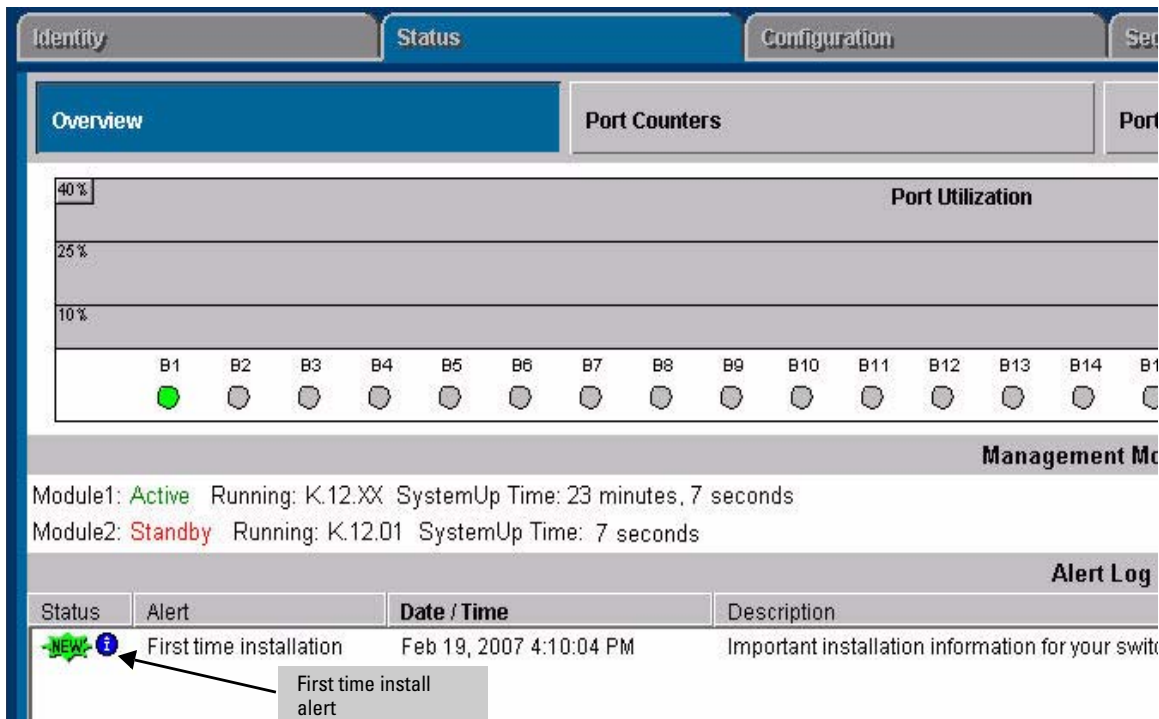 Identity Status Configuration
Overview Port Counters Port
40% Port Utilization
25%
10%
B1 B2 B3 B4 B5 B6 B7 B8 B9 B10 B11 B12 B13 B14
Management
Module1: Active Running: K.12.XX SystemUp Time: 23 minutes, 7 seconds
Module2: Standby Running: K.12.01 SystemUp Time: 7 seconds
Alert Log
Status Alert Date / Time Description
NEW! i First time installation Feb 19, 2007 4:10:04 PM Important installation information for your
First time install
alert